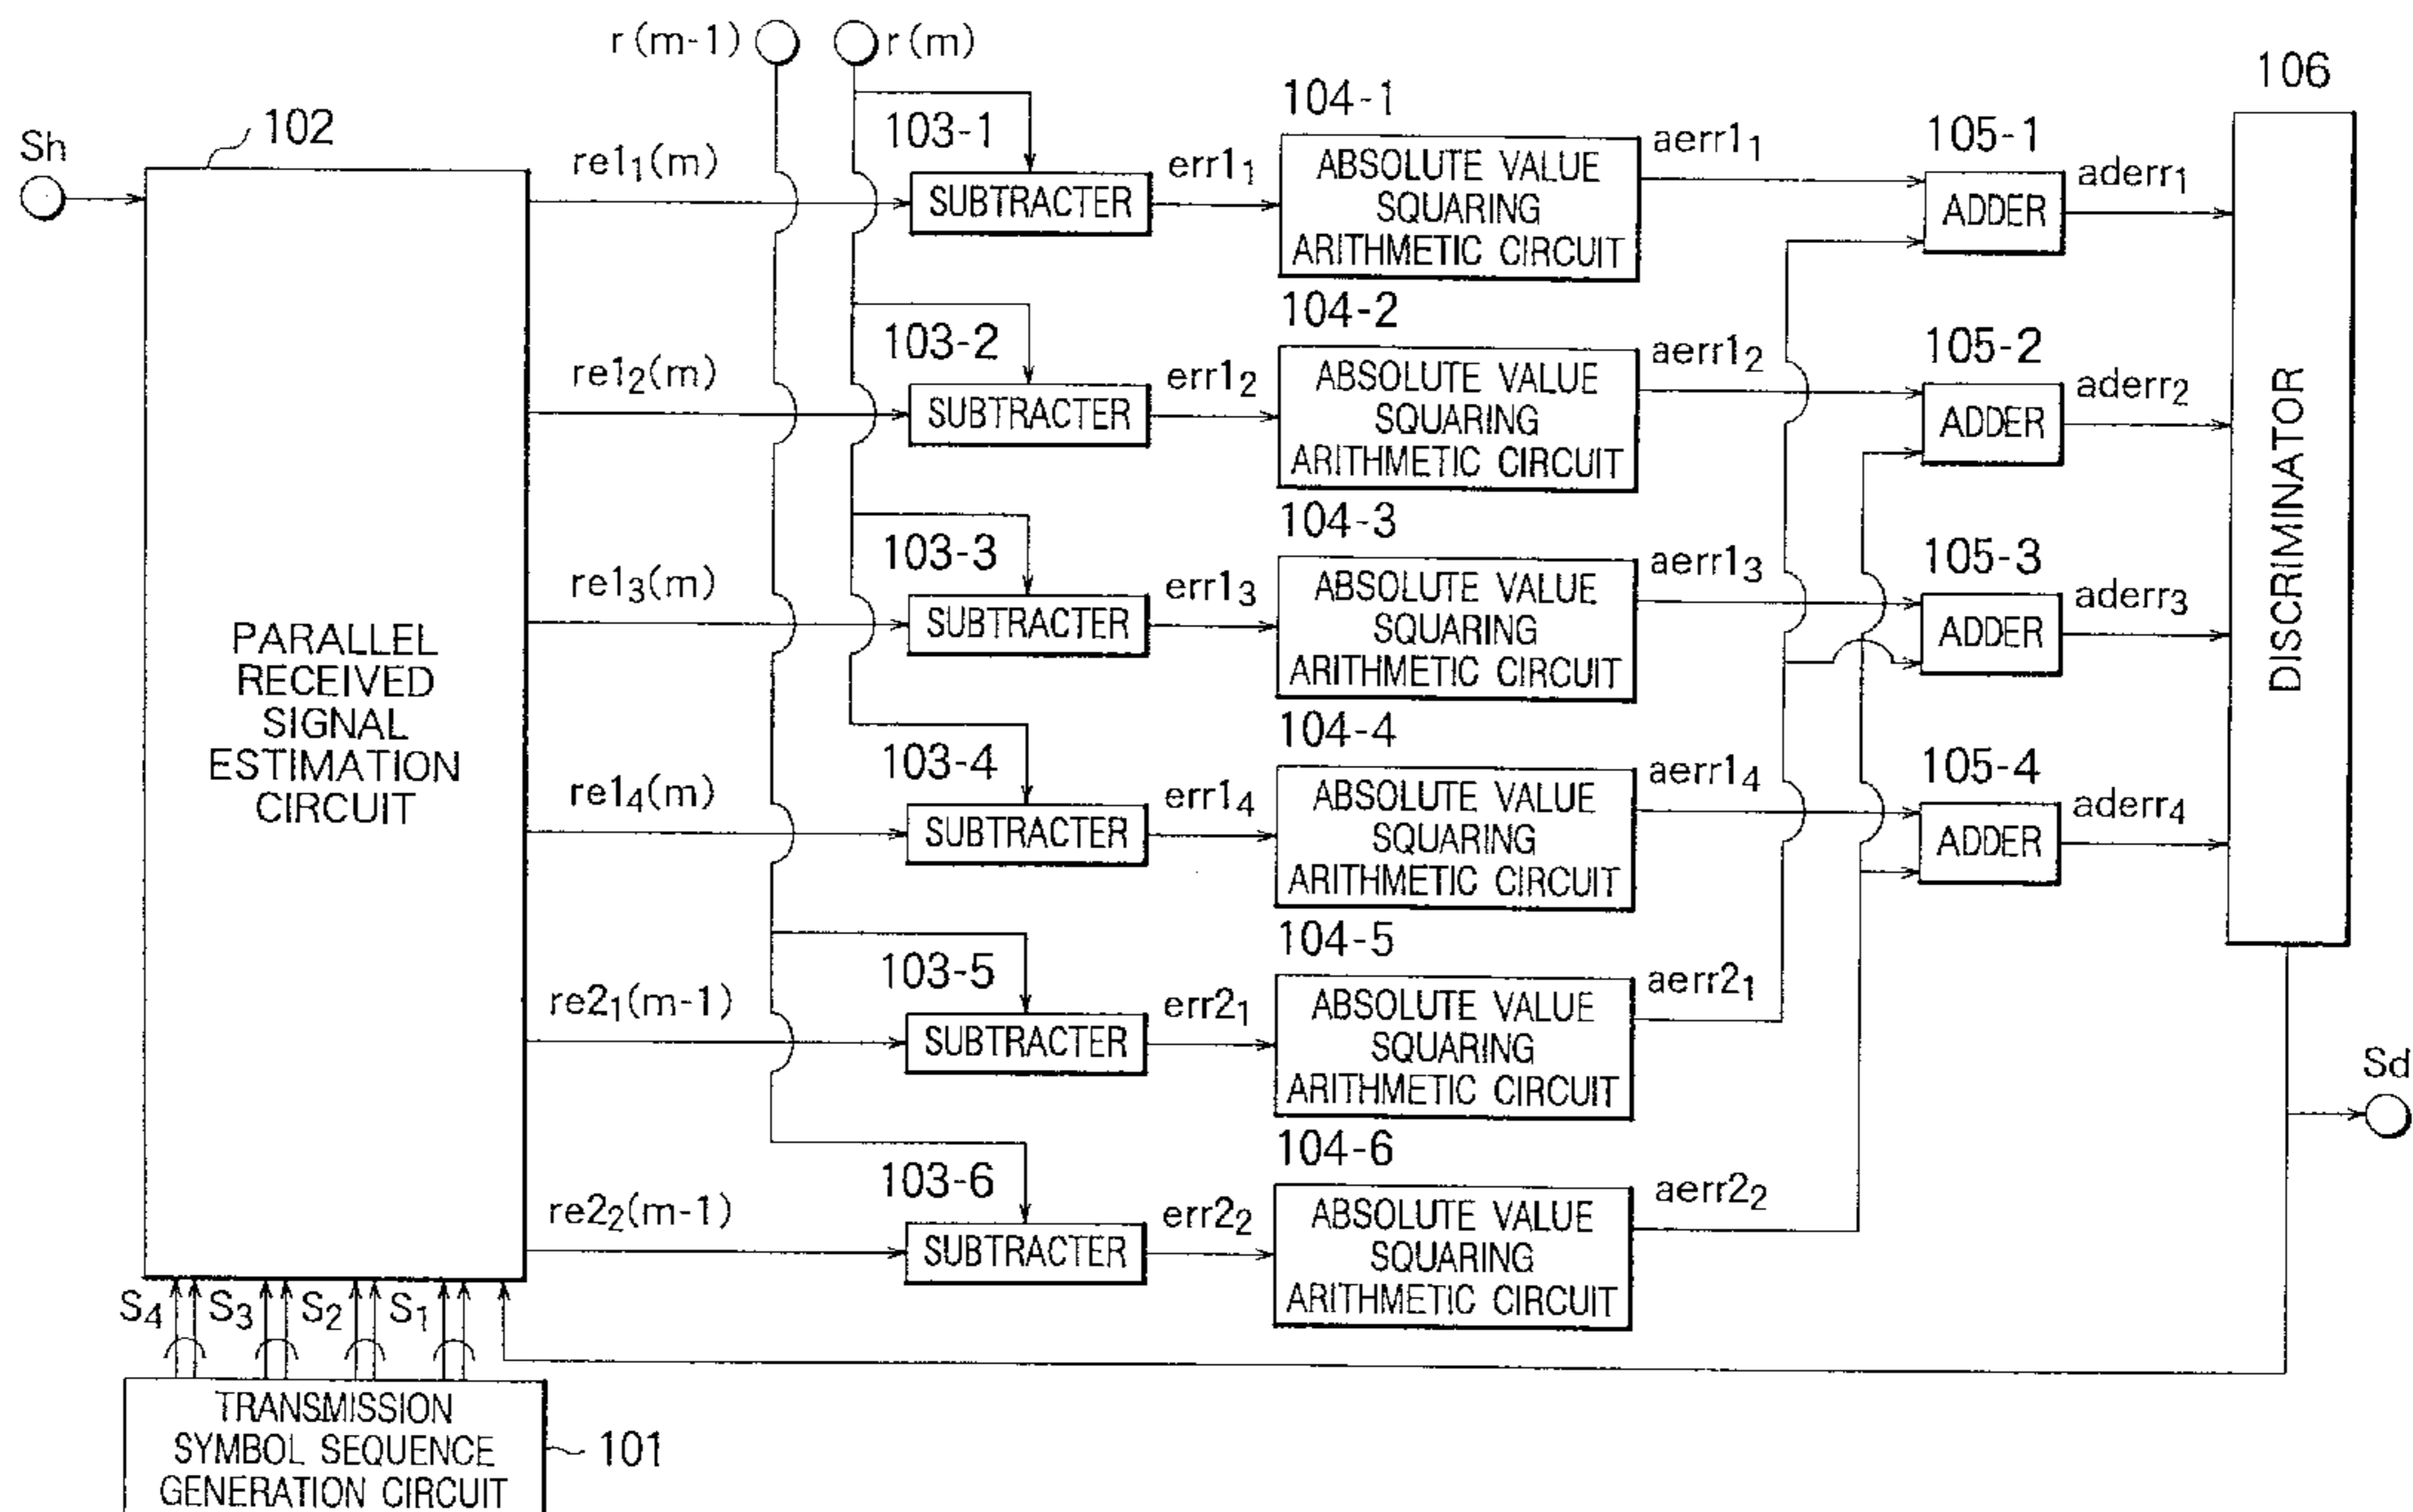 r(m-1)
r(m)
106
Sh
102
re1₁(m)
103-1
SUBTRACTER
err1₁
104-1
ABSOLUTE VALUE
SQUARING
ARITHMETIC CIRCUIT
aerr1₁
105-1
ADDER
aderr₁
re1₂(m)
103-2
SUBTRACTER
err1₂
104-2
ABSOLUTE VALUE
SQUARING
ARITHMETIC CIRCUIT
aerr1₂
105-2
ADDER
aderr₂
DISCRIMINATOR
re1₃(m)
103-3
SUBTRACTER
err1₃
104-3
ABSOLUTE VALUE
SQUARING
ARITHMETIC CIRCUIT
aerr1₃
105-3
ADDER
aderr₃
PARALLEL
RECEIVED
SIGNAL
ESTIMATION
CIRCUIT
re1₄(m)
103-4
SUBTRACTER
err1₄
104-4
ABSOLUTE VALUE
SQUARING
ARITHMETIC CIRCUIT
aerr1₄
105-4
ADDER
aderr₄
re2₁(m-1)
103-5
SUBTRACTER
err2₁
104-5
ABSOLUTE VALUE
SQUARING
ARITHMETIC CIRCUIT
aerr2₁
Sd
re2₂(m-1)
103-6
SUBTRACTER
err2₂
104-6
ABSOLUTE VALUE
SQUARING
ARITHMETIC CIRCUIT
aerr2₂
S₄ S₃ S₂ S₁
TRANSMISSION
SYMBOL SEQUENCE
GENERATION CIRCUIT
101